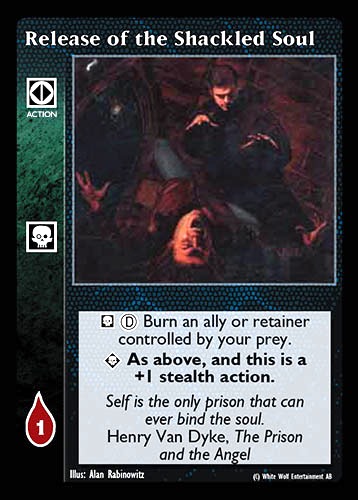 Release of the Shackled Soul
ACTION
D Burn an ally or retainer
controlled by your prey.
As above, and this is a
+1 stealth action.
Self is the only prison that can
ever bind the soul.
Henry Van Dyke, The Prison
and the Angel
1
Illus: Alan Rabinowitz
(C) White Wolf Entertainment AB